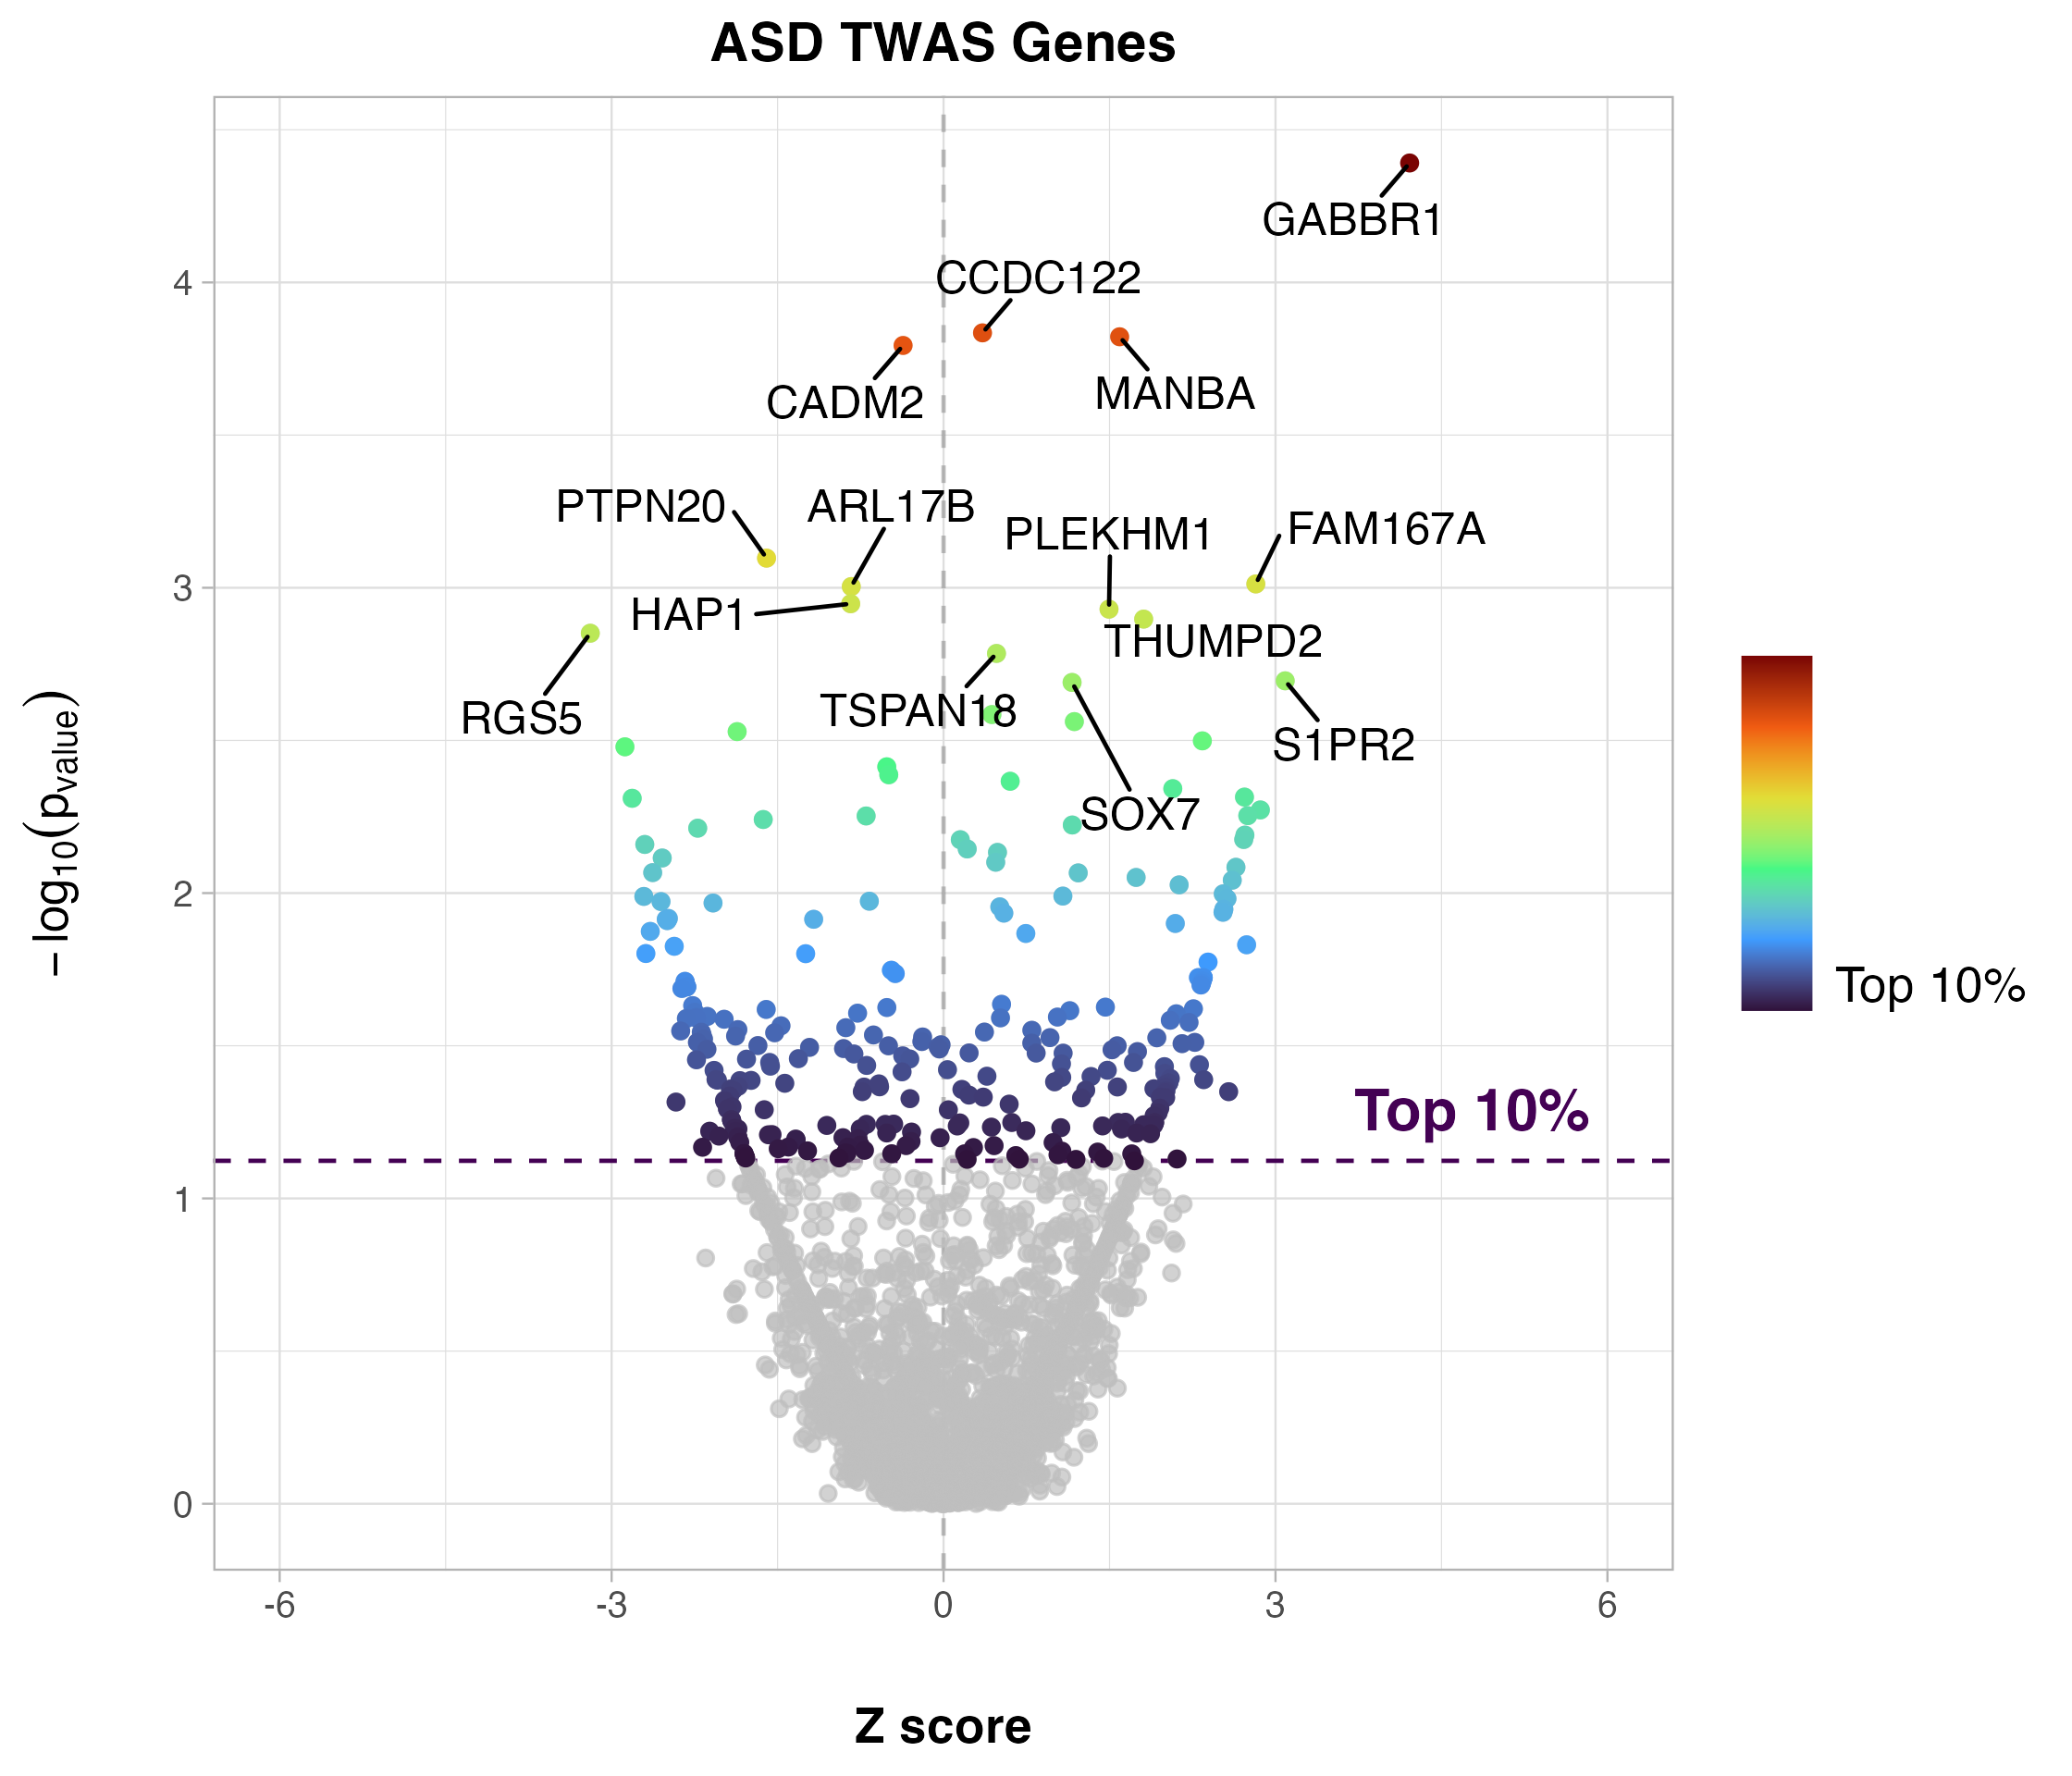 ASD TWAS Genes
GABBR1
CCDC122
4
CADM2
MANBA
PTPN20
ARL17B
PLEKHM1
FAM167A
3
HAP1
THUMPD2
RGS5
TSPAN18
S1PR2
SOX7
− log10(pvalue)
2
Top 10%
Top 10%
1
0
-6 -3 0 3 6
Z score